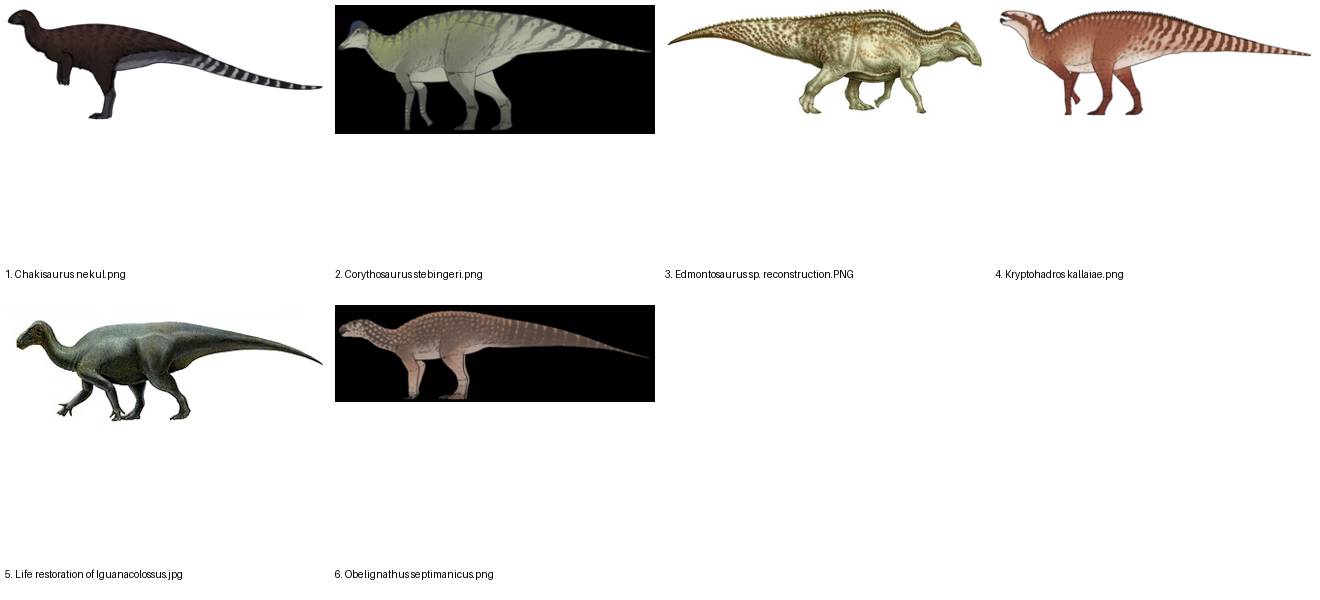 1. Chakisaurus nekul.png
2. Corythosaurus stebingeri.png
3. Edmontosaurus sp. reconstruction.PNG
4. Kryptohadros kallaiae.png
5. Life restoration of Iguanacolossus.jpg
6. Obelignathus septimanicus.png